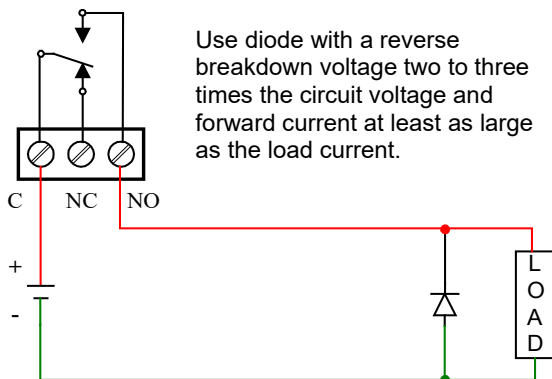 Use diode with a reverse
breakdown voltage two to three
times the circuit voltage and
forward current at least as large
as the load current.
C NC NO
+
-
LOAD